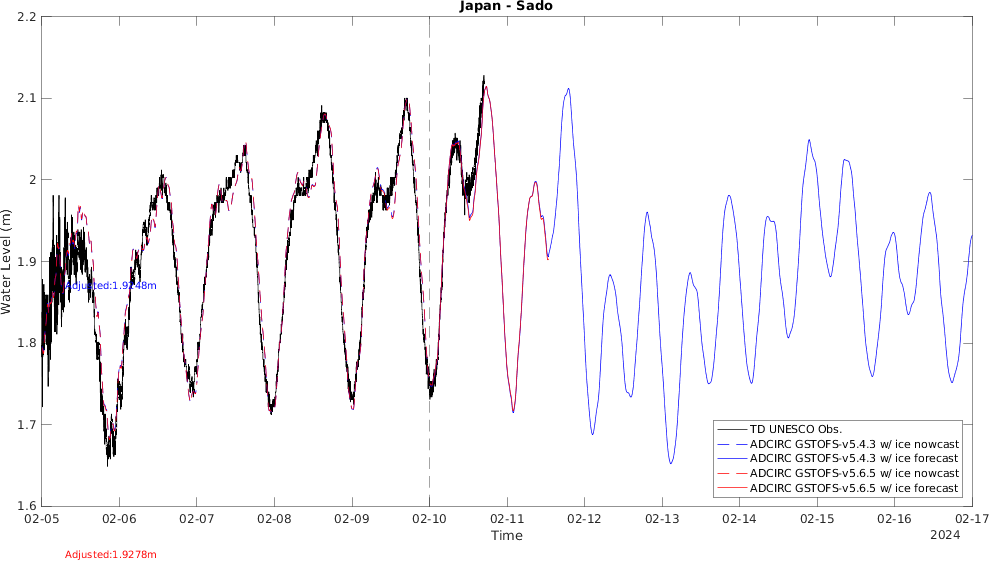 Japan - Sado
2.2
2.1
2
1.9
1.8
1.7
1.6
Water Level (m)
Adjusted:1.9248m
TD UNESCO Obs.
ADCIRC GSTOFS-v5.4.3 w/ ice nowcast
ADCIRC GSTOFS-v5.4.3 w/ ice forecast
ADCIRC GSTOFS-v5.6.5 w/ ice nowcast
ADCIRC GSTOFS-v5.6.5 w/ ice forecast
02-05 02-06 02-07 02-08 02-09 02-10 02-11 02-12 02-13 02-14 02-15 02-16 02-17
Time
2024
Adjusted:1.9278m